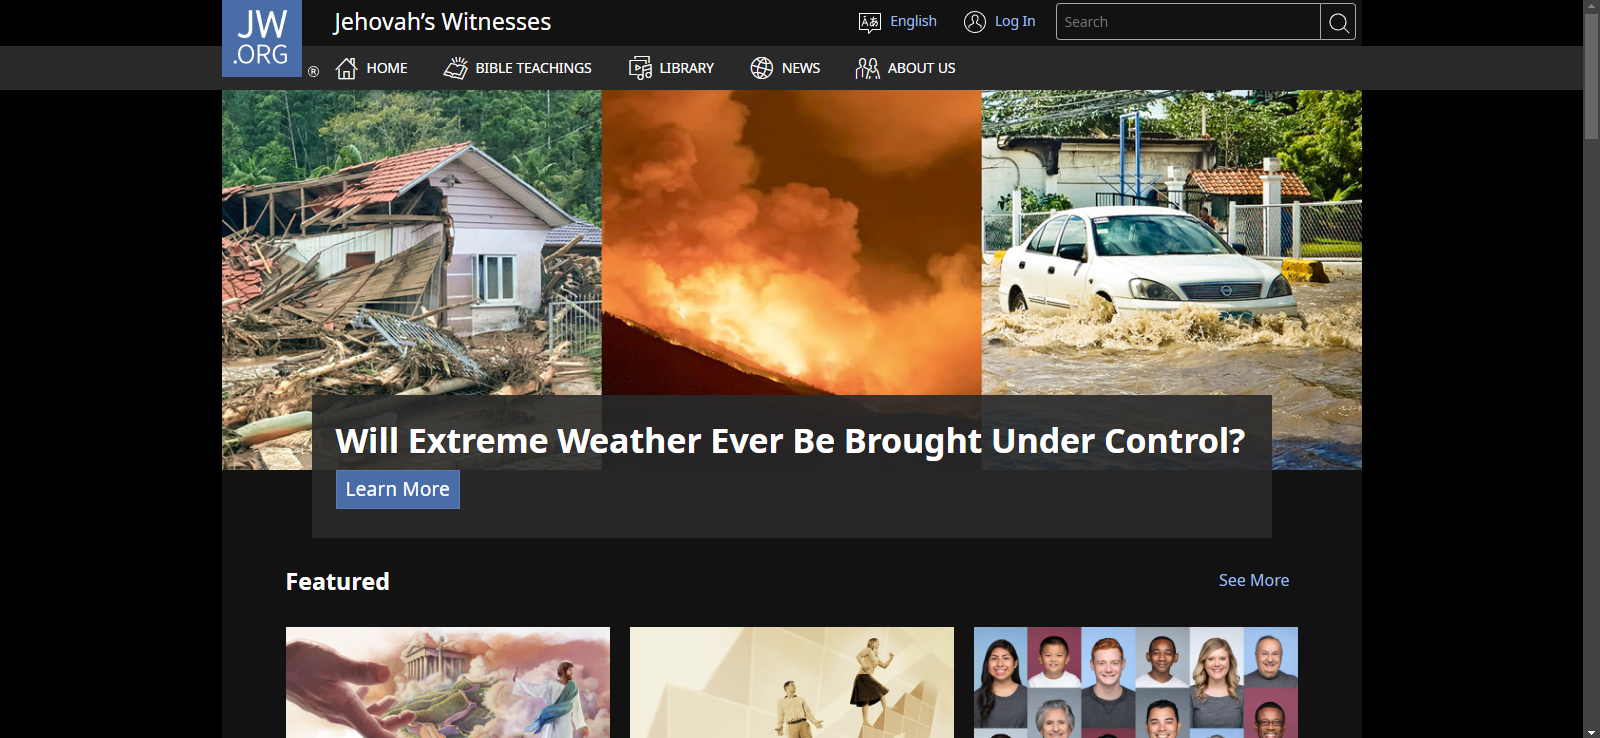 JW
.ORG
®
Jehovah’s Witnesses
English
Log In
Search
HOME
BIBLE TEACHINGS
LIBRARY
NEWS
ABOUT US
Will Extreme Weather Ever Be Brought Under Control?
Learn More
Featured
See More